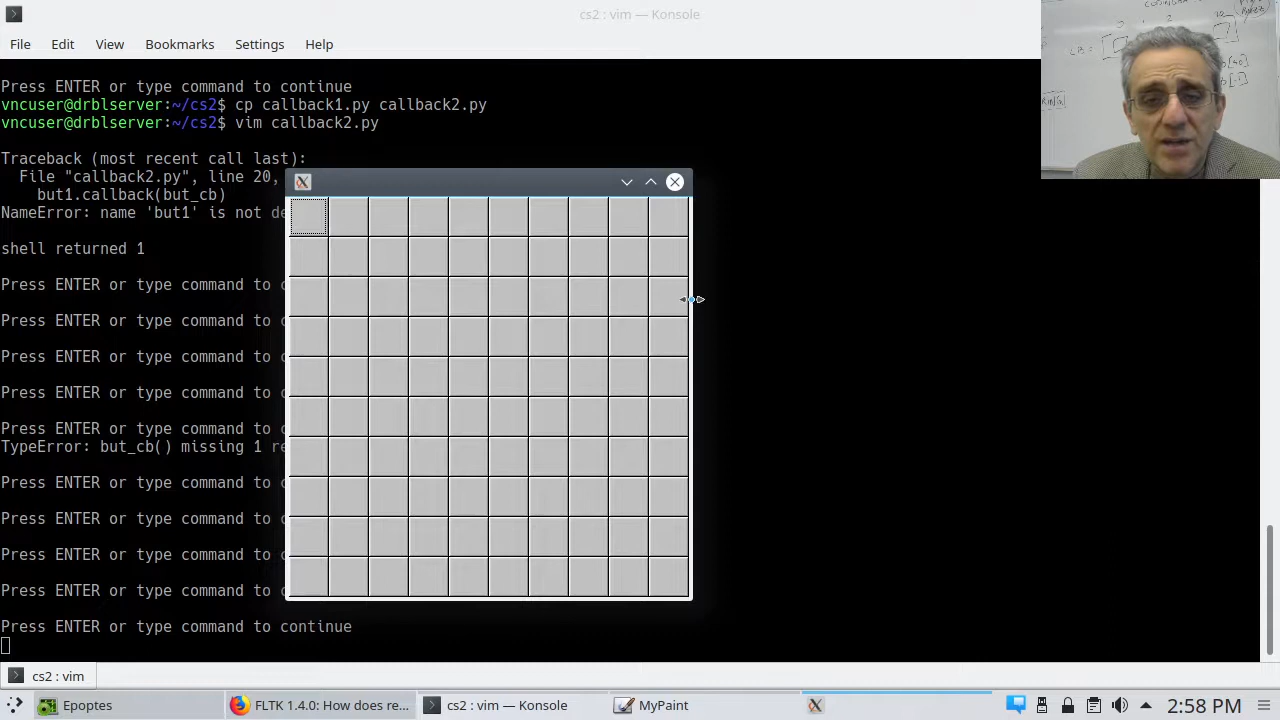 cs2 : vim — Konsole
File Edit View Bookmarks Settings Help
Press ENTER or type command to continue
vncuser@drblserver:~/cs2$ cp callback1.py callback2.py
vncuser@drblserver:~/cs2$ vim callback2.py
Traceback (most recent call last):
File "callback2.py", line 20,
but1.callback(but_cb)
NameError: name 'but1' is not de
shell returned 1
Press ENTER or type command to c
Press ENTER or type command to c
Press ENTER or type command to c
Press ENTER or type command to c
Press ENTER or type command to c
TypeError: but_cb() missing 1 re
Press ENTER or type command to c
Press ENTER or type command to c
Press ENTER or type command to c
Press ENTER or type command to c
Press ENTER or type command to continue
cs2 : vim
Epoptes
FLTK 1.4.0: How does re...
cs2 : vim — Konsole
MyPaint
2:58 PM